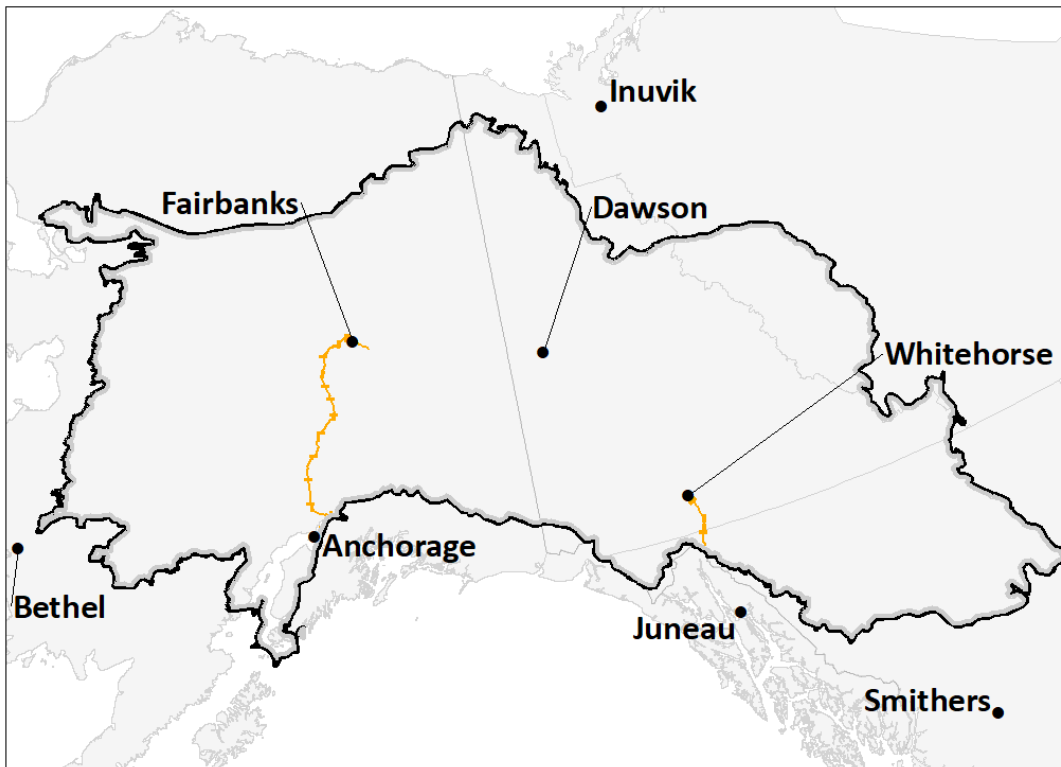 Inuvik
Fairbanks
Dawson
Whitehorse
Anchorage
Bethel
Juneau
Smithers